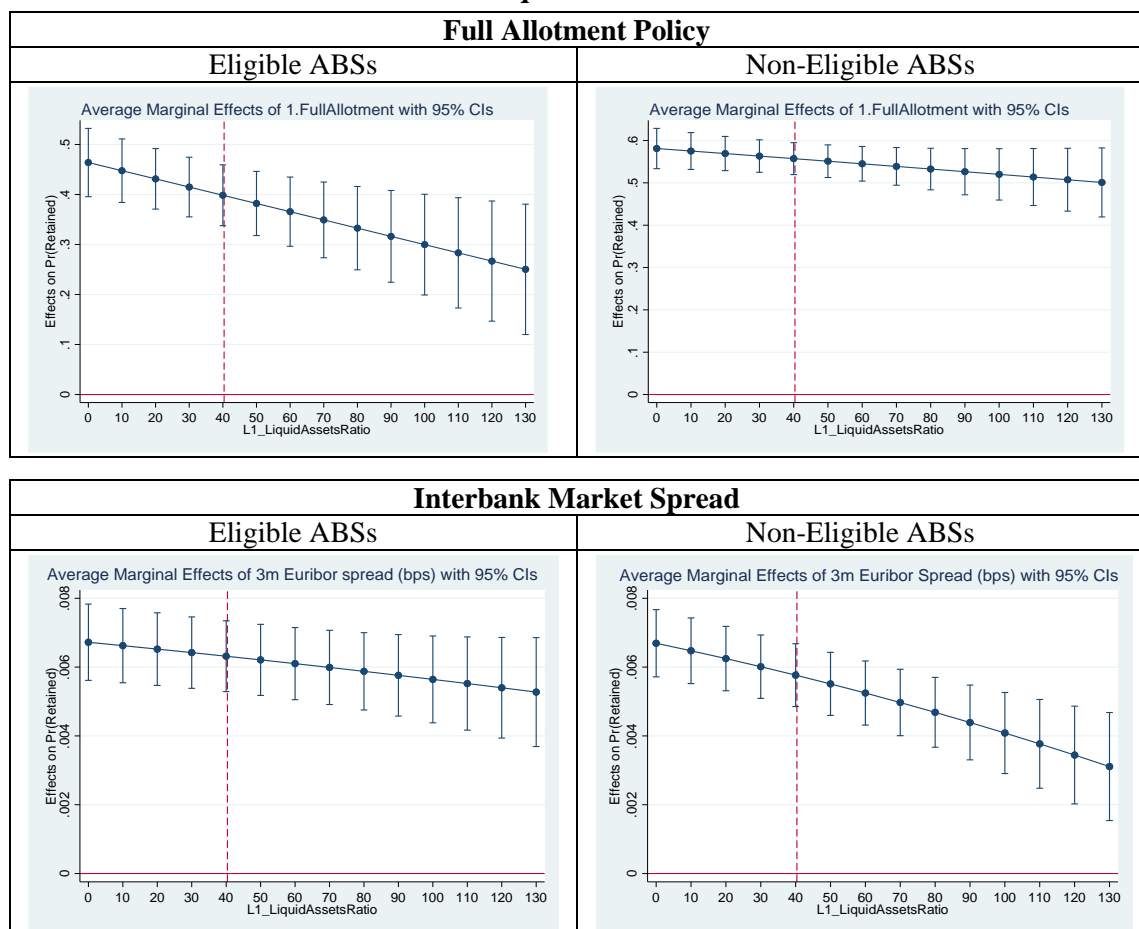 Full Allotment Policy
Eligible ABSs
Non-Eligible ABSs
Average Marginal Effects of 1.FullAllotment with 95% CIs
Effects on Pr(Retained)
0 .1 .2 .3 .4 .5
0 10 20 30 40 50 60 70 80 90 100 110 120 130
L1_LiquidAssetsRatio
Average Marginal Effects of 1.FullAllotment with 95% CIs
Effects on Pr(Retained)
0 .1 .2 .3 .4 .5 .6
0 10 20 30 40 50 60 70 80 90 100 110 120 130
L1_LiquidAssetsRatio
Interbank Market Spread
Eligible ABSs
Non-Eligible ABSs
Average Marginal Effects of 3m Euribor spread (bps) with 95% CIs
Effects on Pr(Retained)
0 .002 .004 .006 .008
0 10 20 30 40 50 60 70 80 90 100 110 120 130
L1_LiquidAssetsRatio
Average Marginal Effects of 3m Euribor Spread (bps) with 95% CIs
Effects on Pr(Retained)
0 .002 .004 .006 .008
0 10 20 30 40 50 60 70 80 90 100 110 120 130
L1_LiquidAssetsRatio